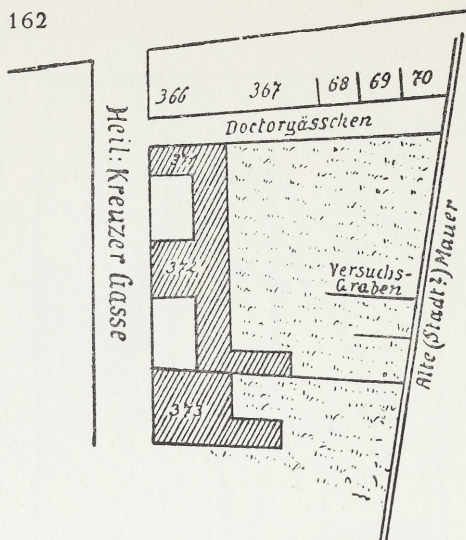 162
366 367 68 69 70
Doctorgässchen
Heil: Kreuzer Gasse
372
Versuchs-
Graben
373
Alte (Stadt?) Mauer